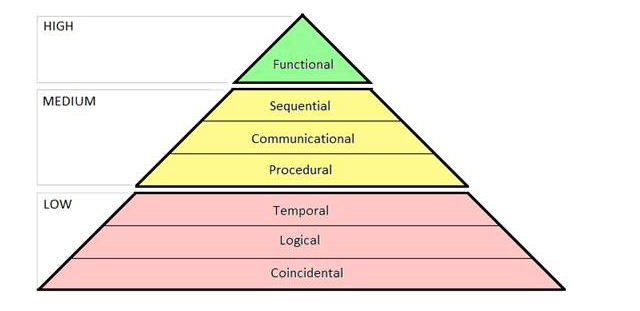 HIGH
Functional
MEDIUM
Sequential
Communicational
Procedural
LOW
Temporal
Logical
Coincidental